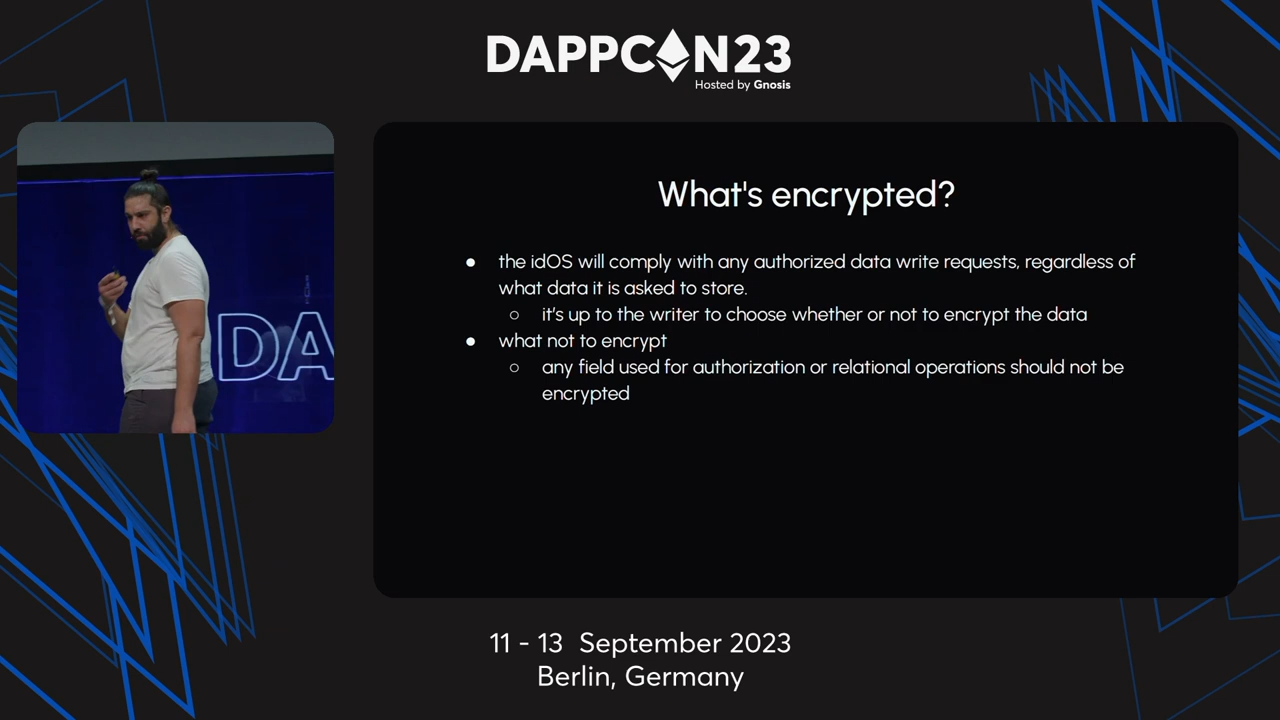 DAPPCON23
Hosted by Gnosis
DA
What's encrypted?
● the idOS will comply with any authorized data write requests, regardless of
what data it is asked to store.
○ it's up to the writer to choose whether or not to encrypt the data
● what not to encrypt
○ any field used for authorization or relational operations should not be
encrypted
11 - 13 September 2023
Berlin, Germany